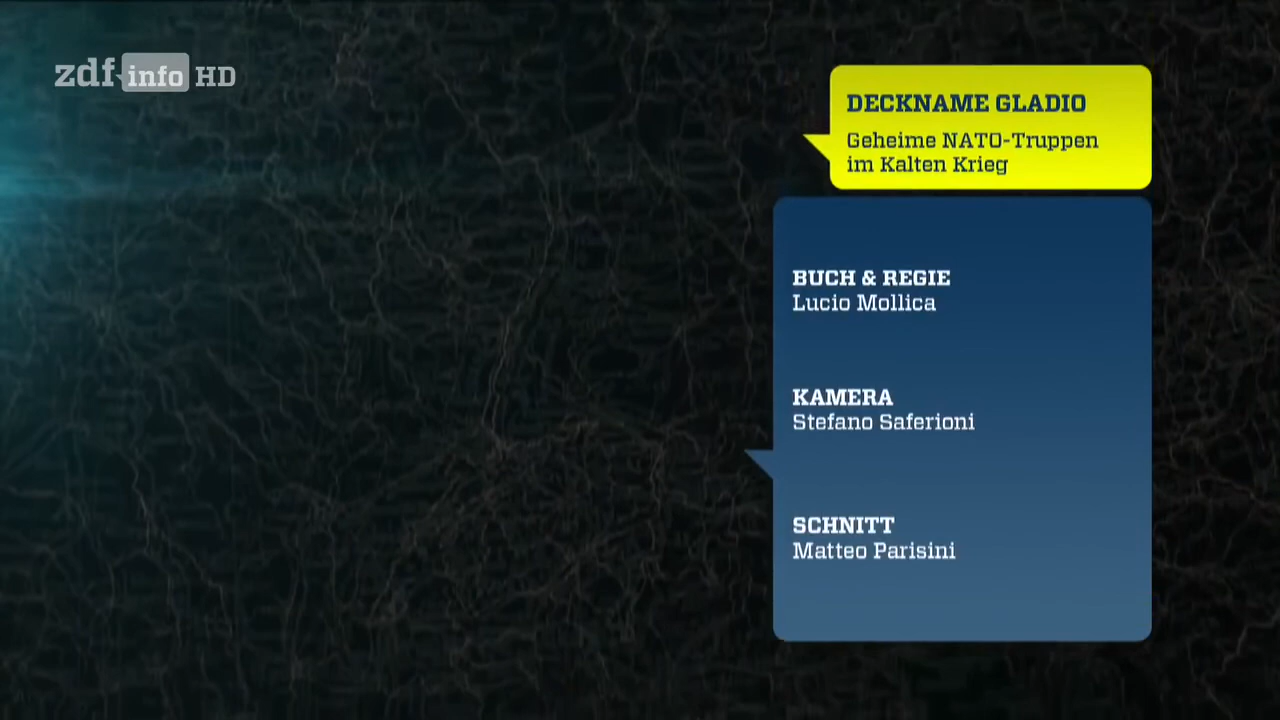 zdf info HD
DECKNAME GLADIO
Geheime NATO-Truppen
im Kalten Krieg
BUCH & REGIE
Lucio Mollica
KAMERA
Stefano Saferioni
SCHNITT
Matteo Parisini